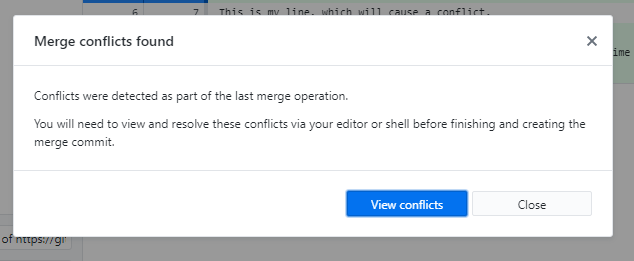 6 7 This is my line, which will cause a conflict.
Merge conflicts found
ime
Conflicts were detected as part of the last merge operation.
You will need to view and resolve these conflicts via your editor or shell before finishing and creating the
merge commit.
View conflicts Close
of https://gi